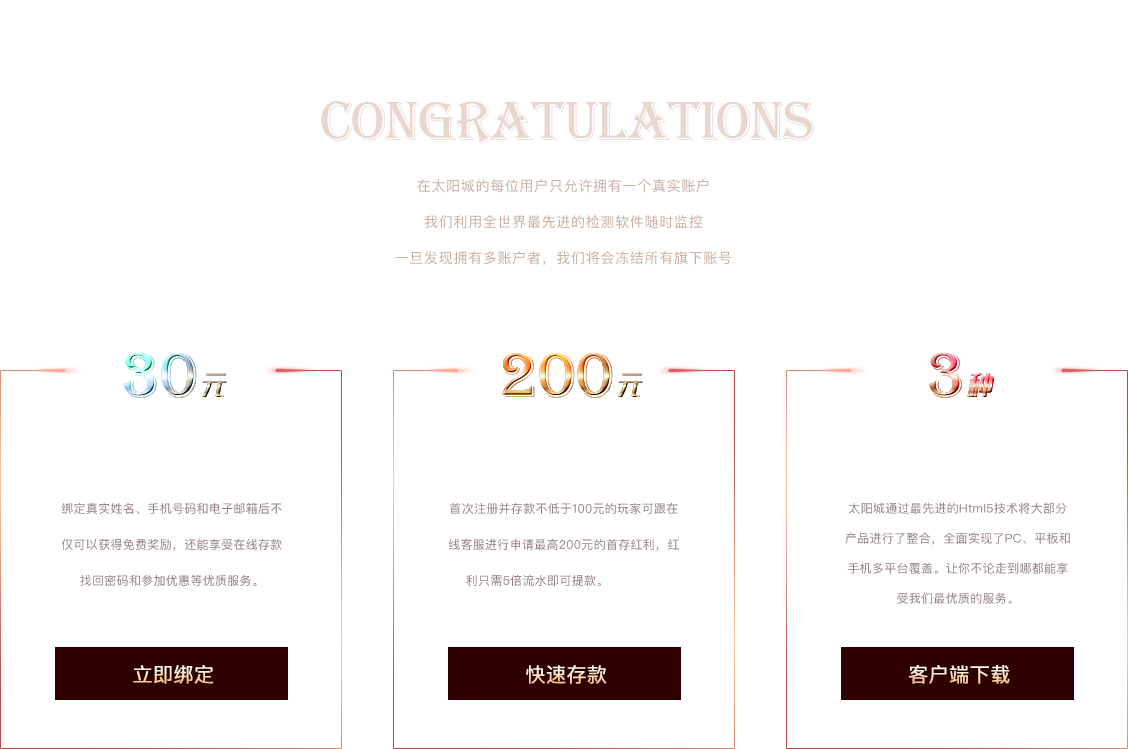 CONGRATULATIONS
在太阳城的每位用户只允许拥有一个真实账户
我们利用全世界最先进的检测软件随时监控
一旦发现拥有多账户者，我们将会冻结所有旗下账号
30元
绑定真实姓名、手机号码和电子邮箱后不
仅可以获得免费奖励，还能享受在线存款
找回密码和参加优惠等优质服务。
立即绑定
200元
首次注册并存款不低于100元的玩家可跟在
线客服进行申请最高200元的首存红利，红
利只需5倍流水即可提款。
快速存款
3种
太阳城通过最先进的Html5技术将大部分
产品进行了整合，全面实现了PC、平板和
手机多平台覆盖。让你不论走到哪都能享
受我们最优质的服务。
客户端下载